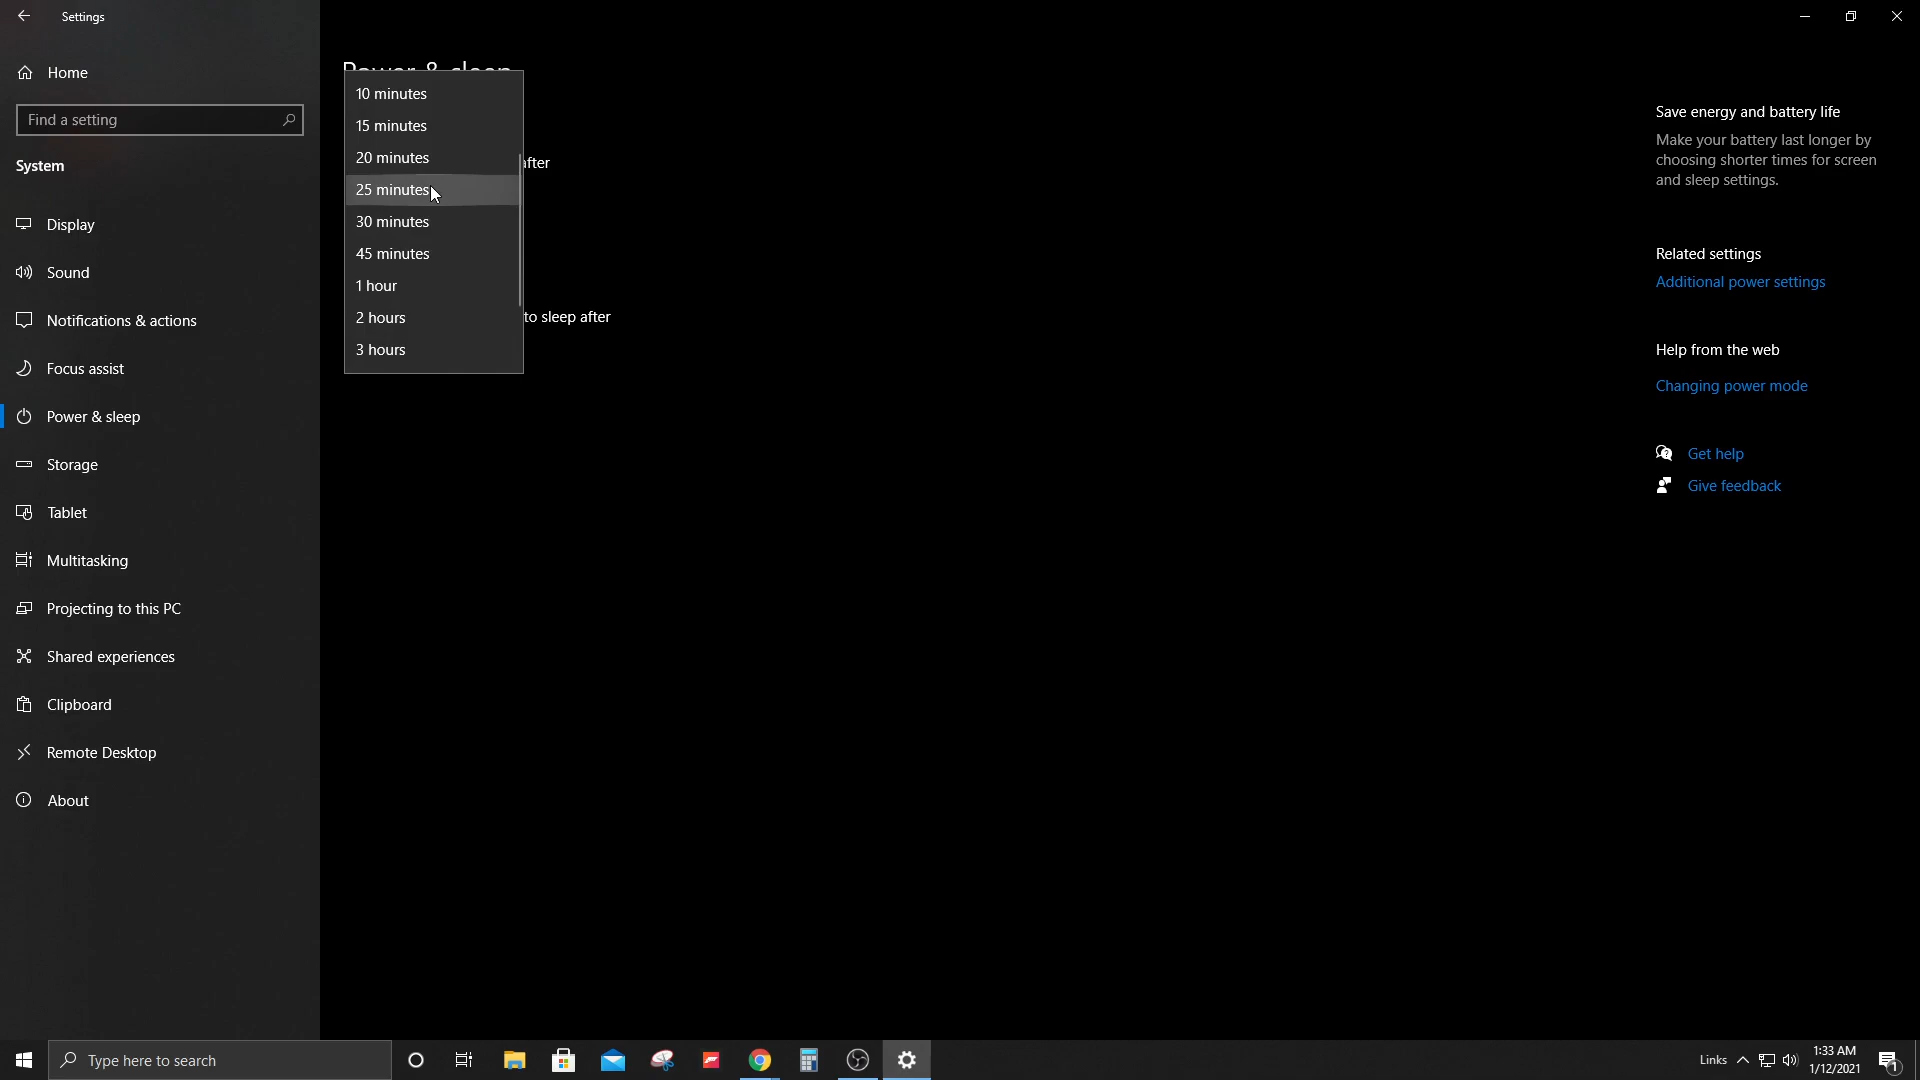 Settings
Home
Find a setting
System
Display
Sound
Notifications & actions
Focus assist
Power & sleep
Storage
Tablet
Multitasking
Projecting to this PC
Shared experiences
Clipboard
Remote Desktop
About
Power & sleep
10 minutes
15 minutes
20 minutes
after
25 minutes
30 minutes
45 minutes
1 hour
2 hours
to sleep after
3 hours
Save energy and battery life
Make your battery last longer by
choosing shorter times for screen
and sleep settings.
Related settings
Additional power settings
Help from the web
Changing power mode
Get help
Give feedback
Type here to search
Links
1:33 AM
1/12/2021
1